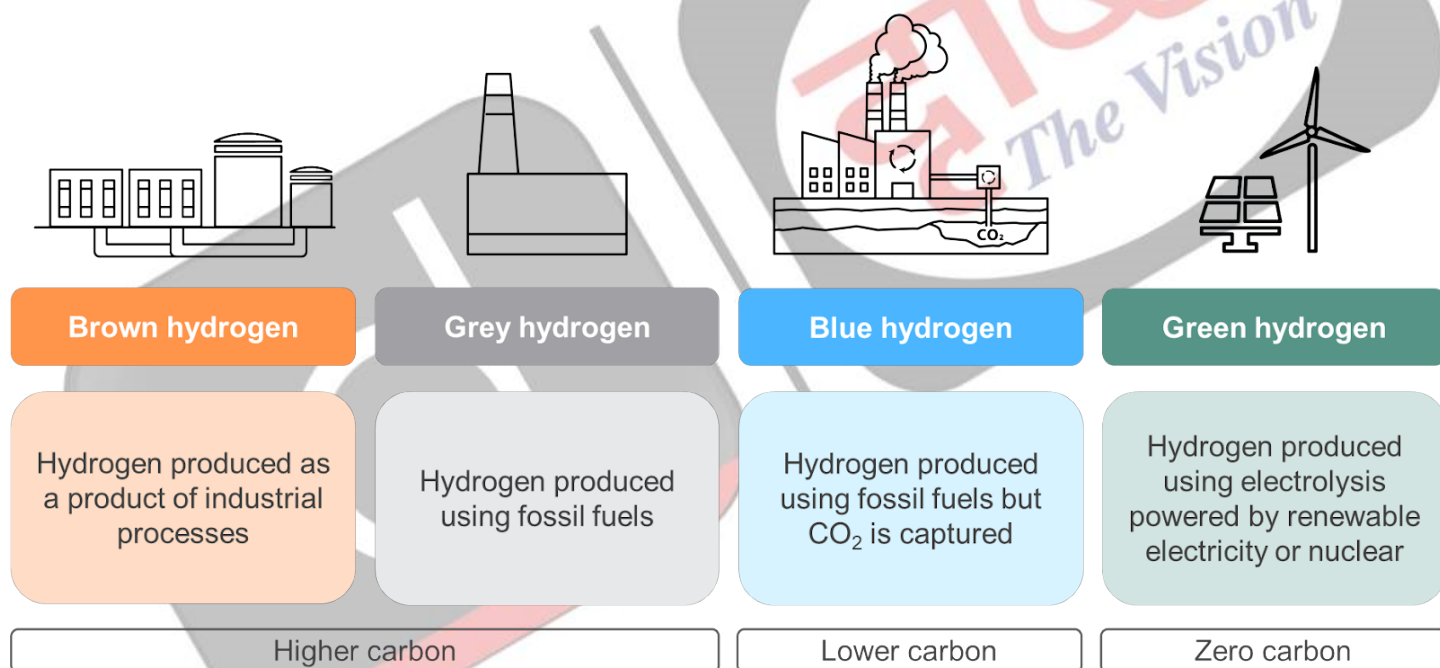 The Vision
CO₂
Brown hydrogen
Grey hydrogen
Blue hydrogen
Green hydrogen
Hydrogen produced as
a product of industrial
processes
Hydrogen produced
using fossil fuels
Hydrogen produced
using fossil fuels but
CO₂ is captured
Hydrogen produced
using electrolysis
powered by renewable
electricity or nuclear
Higher carbon
Lower carbon
Zero carbon